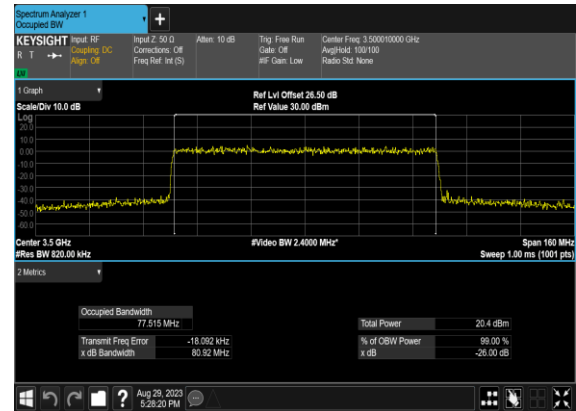 Spectrum Analyzer 1
Occupied BW
+
KEYSIGHT Input: RF Input Z: 50 Ω Atten: 10 dB Trig: Free Run Center Freq: 3.500010000 GHz
R T Coupling: DC Corrections: Off Gate: Off Avg|Hold: 100/100
Align: Off Freq Ref: Int (S) #IF Gain: Low Radio Std: None
1 Graph
Ref Lvl Offset 26.50 dB
Scale/Div 10.0 dB Ref Value 30.00 dBm
Log
20.0
10.0
0.00
-10.0
-20.0
-30.0
-40.0
-50.0
-60.0
Center 3.5 GHz #Video BW 2.4000 MHz* Span 160 MHz
#Res BW 820.00 kHz Sweep 1.00 ms (1001 pts)
2 Metrics
Occupied Bandwidth
77.515 MHz Total Power 20.4 dBm
Transmit Freq Error -18.092 kHz % of OBW Power 99.00 %
x dB Bandwidth 80.92 MHz x dB -26.00 dB
? Aug 29, 2023
5:28:20 PM